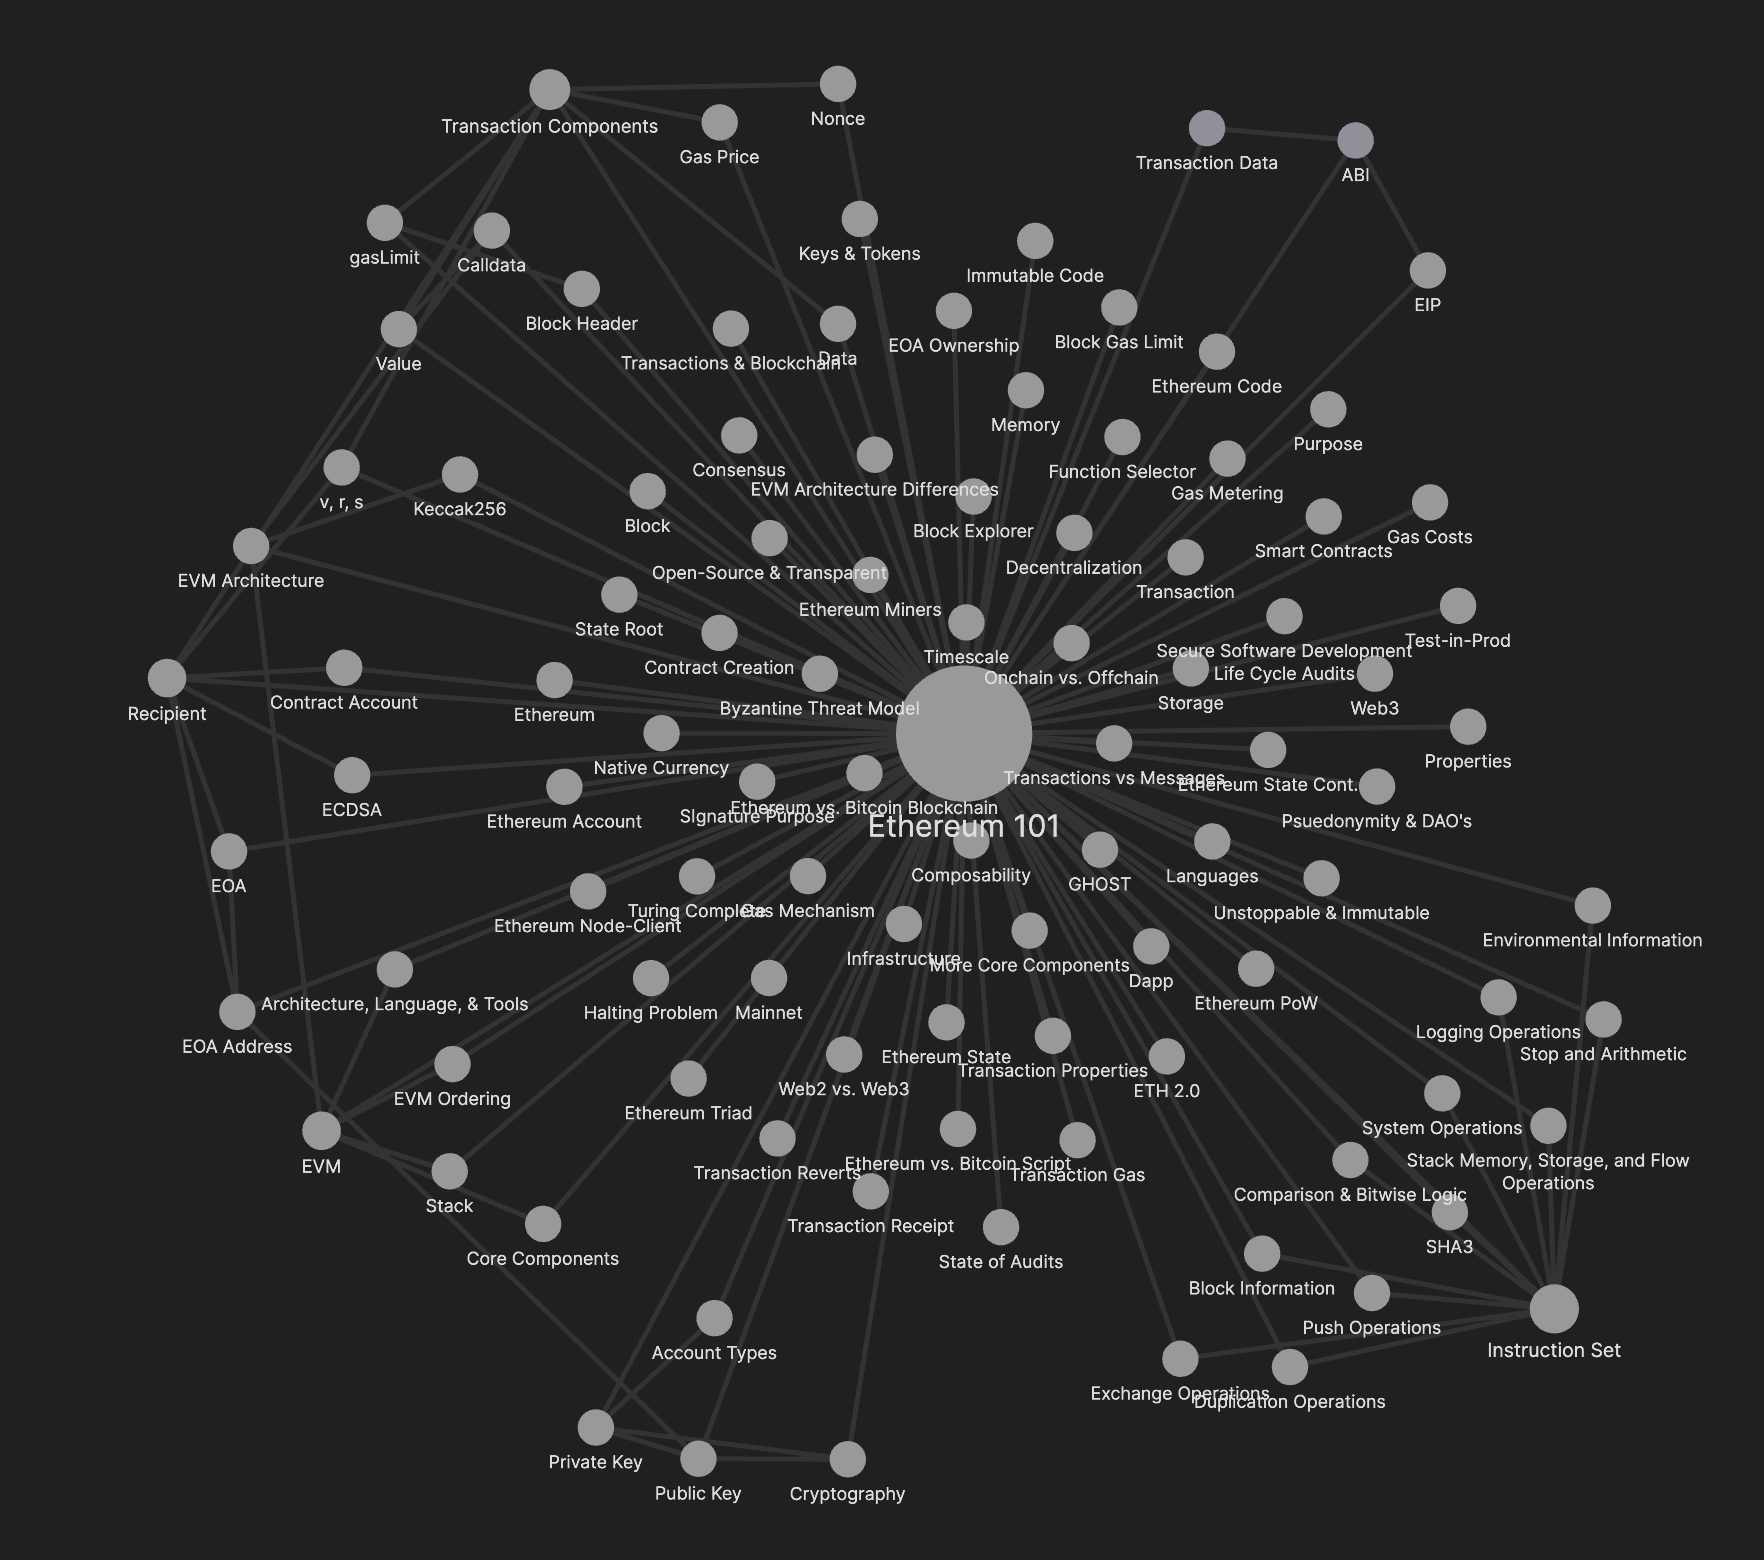 Transaction Components
Nonce
Gas Price
Transaction Data
ABI
gasLimit
Calldata
Keys & Tokens
Immutable Code
EIP
Block Header
EOA Ownership
Block Gas Limit
Value
Transactions & Blockchain
Data
Ethereum Code
Memory
Purpose
Consensus
Function Selector
EVM Architecture Differences
Gas Metering
v, r, s
Keccak256
Block
Block Explorer
Gas Costs
Smart Contracts
Decentralization
Open-Source & Transparent
EVM Architecture
Transaction
Ethereum Miners
State Root
Test-in-Prod
Secure Software Development
Life Cycle Audits
Timescale
Contract Creation
Onchain vs. Offchain
Contract Account
Storage
Web3
Byzantine Threat Model
Recipient
Ethereum
Native Currency
Properties
Transactions vs Messages
Ethereum State Cont.
ECDSA
Ethereum vs. Bitcoin Blockchain
SIgnature Purpose
Ethereum Account
Psuedonymity & DAO's
Ethereum 101
Composability
Languages
GHOST
EOA
Turing Complete
Gas Mechanism
Unstoppable & Immutable
Ethereum Node-Client
Environmental Information
Infrastructure
More Core Components
Dapp
Architecture, Language, & Tools
Ethereum PoW
Halting Problem
Mainnet
Logging Operations
EOA Address
Stop and Arithmetic
Ethereum State
Transaction Properties
Web2 vs. Web3
ETH 2.0
EVM Ordering
Ethereum Triad
System Operations
Stack Memory, Storage, and Flow
Operations
EVM
Ethereum vs. Bitcoin Script
Transaction Reverts
Transaction Gas
Comparison & Bitwise Logic
Stack
Transaction Receipt
SHA3
Core Components
State of Audits
Block Information
Push Operations
Instruction Set
Account Types
Exchange Operations
Duplication Operations
Private Key
Public Key
Cryptography